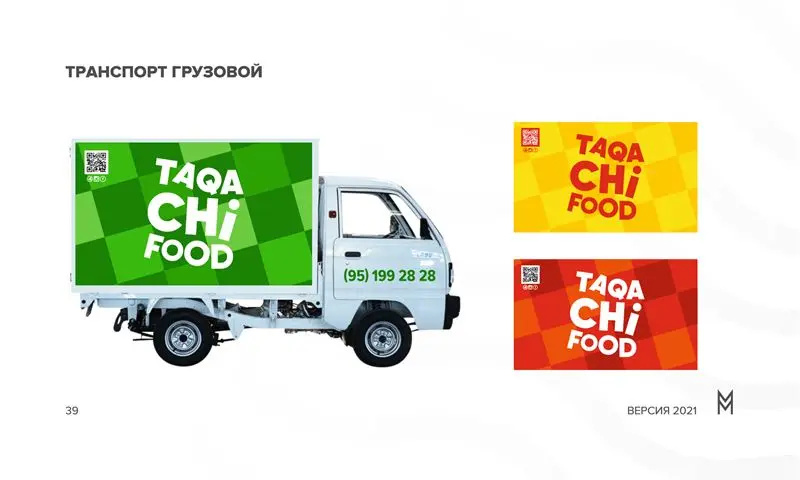 ТРАНСПОРТ ГРУЗОВОЙ
TAQA
CHi
FOOD
(95) 199 28 28
TAQA
CHi
FOOD
TAQA
CHi
FOOD
39
ВЕРСИЯ 2021